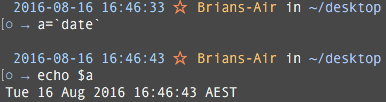 2016-08-16 16:46:33 ☆ Brians-Air in ~/desktop
[○ → a=`date`
2016-08-16 16:46:43 ☆ Brians-Air in ~/desktop
[○ → echo $a
Tue 16 Aug 2016 16:46:43 AEST